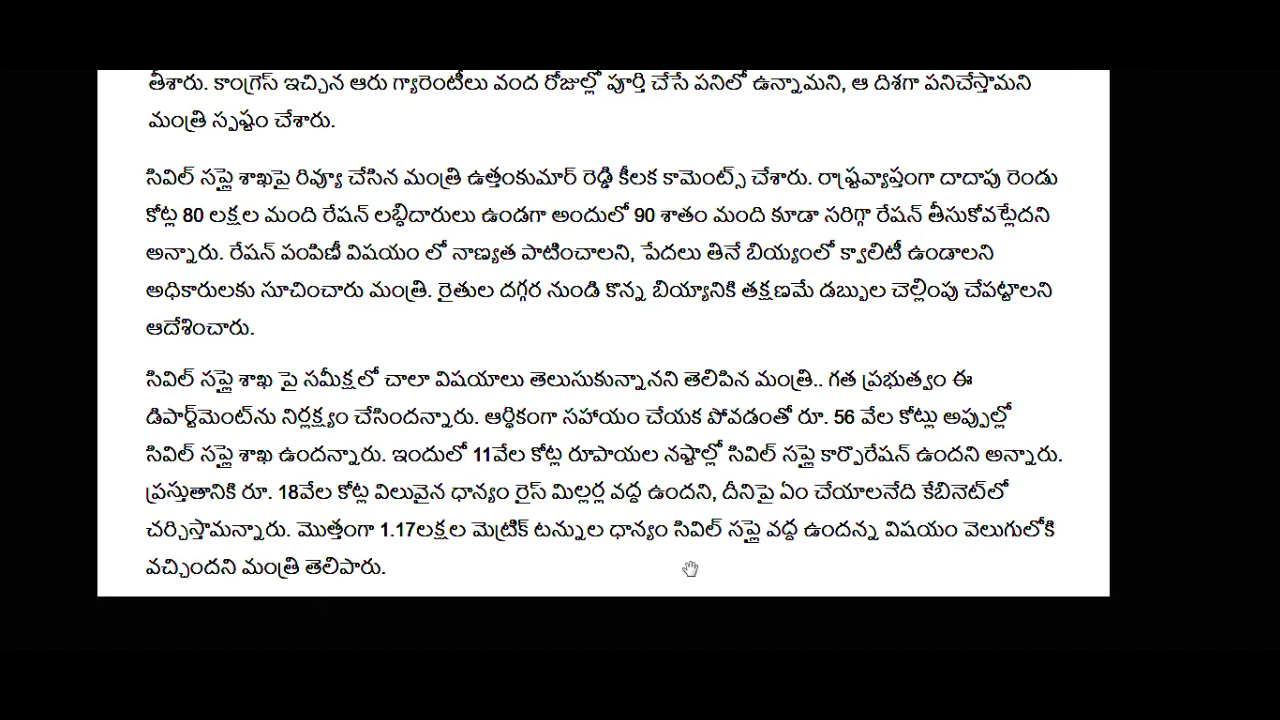 తీశారు. కాంగ్రెస్ ఇచ్చిన ఆరు గ్యారెంటీలు వంద రోజుల్లో పూర్తి చేసే పనిలో ఉన్నామని, ఆ దిశగా పనిచేస్తామని
మంత్రి స్పష్టం చేశారు.
సివిల్ సప్లై శాఖపై రివ్యూ చేసిన మంత్రి ఉత్తంకుమార్ రెడ్డి కీలక కామెంట్స్ చేశారు. రాష్ట్రవ్యాప్తంగా దాదాపు రెండు
కోట్ల 80 లక్షల మంది రేషన్ లబ్ధిదారులు ఉండగా అందులో 90 శాతం మంది కూడా సరిగ్గా రేషన్ తీసుకోవట్లేదని
అన్నారు. రేషన్ పంపిణీ విషయం లో నాణ్యత పాటించాలని, పేదలు తినే బియ్యంలో క్వాలిటీ ఉండాలని
అధికారులకు సూచించారు మంత్రి. రైతుల దగ్గర నుండి కొన్న బియ్యానికి తక్షణమే డబ్బుల చెల్లింపు చేపట్టాలని
ఆదేశించారు.
సివిల్ సప్లై శాఖ పై సమీక్షలో చాలా విషయాలు తెలుసుకున్నానని తెలిపిన మంత్రి.. గత ప్రభుత్వం ఈ
డిపార్ట్‌మెంట్‌ను నిర్లక్ష్యం చేసిందన్నారు. ఆర్థికంగా సహాయం చేయక పోవడంతో రూ. 56 వేల కోట్లు అప్పుల్లో
సివిల్ సప్లై శాఖ ఉందన్నారు. ఇందులో 11వేల కోట్ల రూపాయల నష్టాల్లో సివిల్ సప్లై కార్పొరేషన్ ఉందని అన్నారు.
ప్రస్తుతానికి రూ. 18వేల కోట్ల విలువైన ధాన్యం రైస్ మిల్లర్ల వద్ద ఉందని, దీనిపై ఏం చేయాలనేది కేబినెట్‌లో
చర్చిస్తామన్నారు. మొత్తంగా 1.17లక్షల మెట్రిక్ టన్నుల ధాన్యం సివిల్ సప్లై వద్ద ఉందన్న విషయం వెలుగులోకి
వచ్చిందని మంత్రి తెలిపారు.